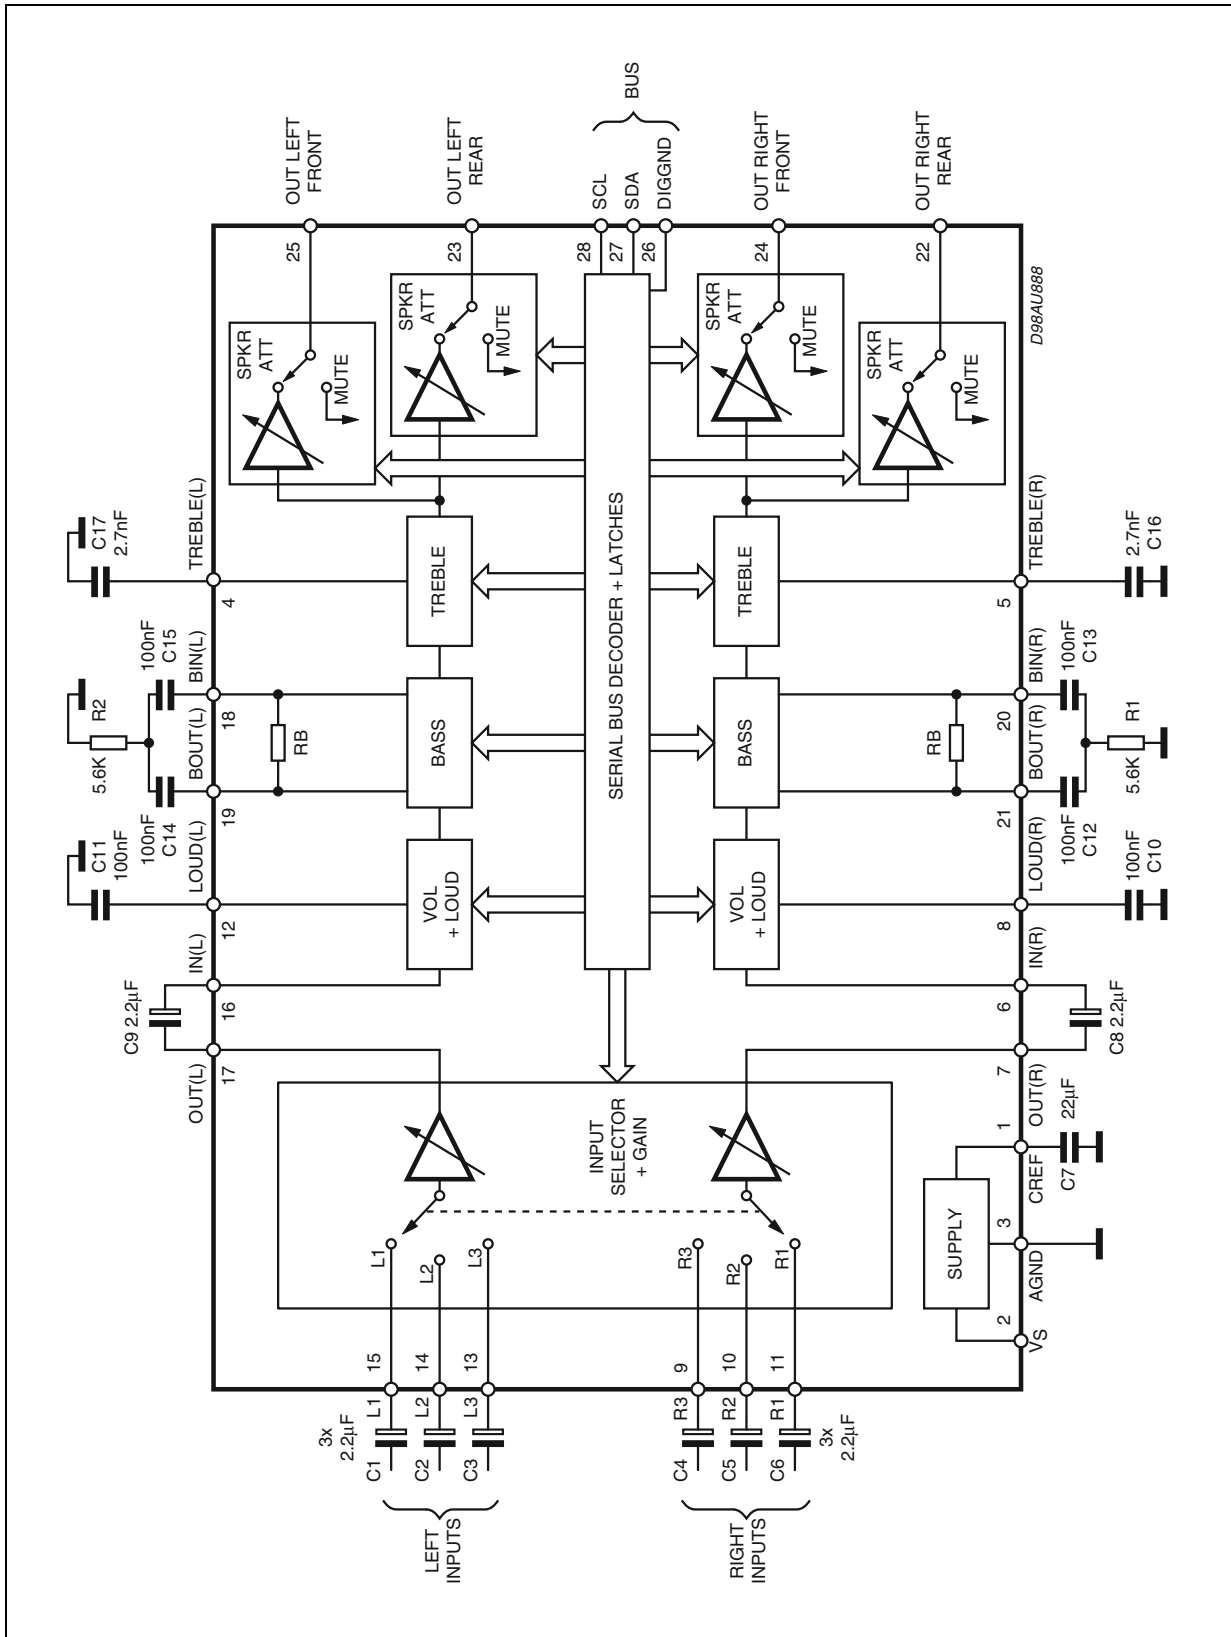 C17
2.7nF
TREBLE(L)
4
R2
5.6K
100nF
C15
BIN(L)
18
BOUT(L)
19
100nF
C14
C11
100nF
LOUD(L)
12
IN(L)
16
C9 2.2µF
OUT(L)
17
OUT LEFT
FRONT
25
SPKR
ATT
MUTE
OUT LEFT
REAR
23
SPKR
ATT
MUTE
TREBLE
RB
BASS
VOL
+ LOUD
BUS
SCL
SDA
DIGGND
28
27
26
SERIAL BUS DECODER + LATCHES
INPUT
SELECTOR
+ GAIN
L1
L2
L3
R3
R2
R1
15
14
13
9
10
11
L1
L2
L3
R3
R2
R1
3x
2.2µF
C1
C2
C3
C4
C5
C6
3x
2.2µF
LEFT
INPUTS
RIGHT
INPUTS
OUT RIGHT
FRONT
24
SPKR
ATT
MUTE
OUT RIGHT
REAR
22
SPKR
ATT
MUTE
TREBLE
BASS
RB
VOL
+ LOUD
SUPPLY
D98AU888
5
TREBLE(R)
2.7nF
C16
20
BIN(R)
100nF
C13
21
BOUT(R)
100nF
C12
R1
5.6K
8
LOUD(R)
100nF
C10
6
IN(R)
C8 2.2µF
7
OUT(R)
1
CREF
22µF
C7
3
AGND
2
VS